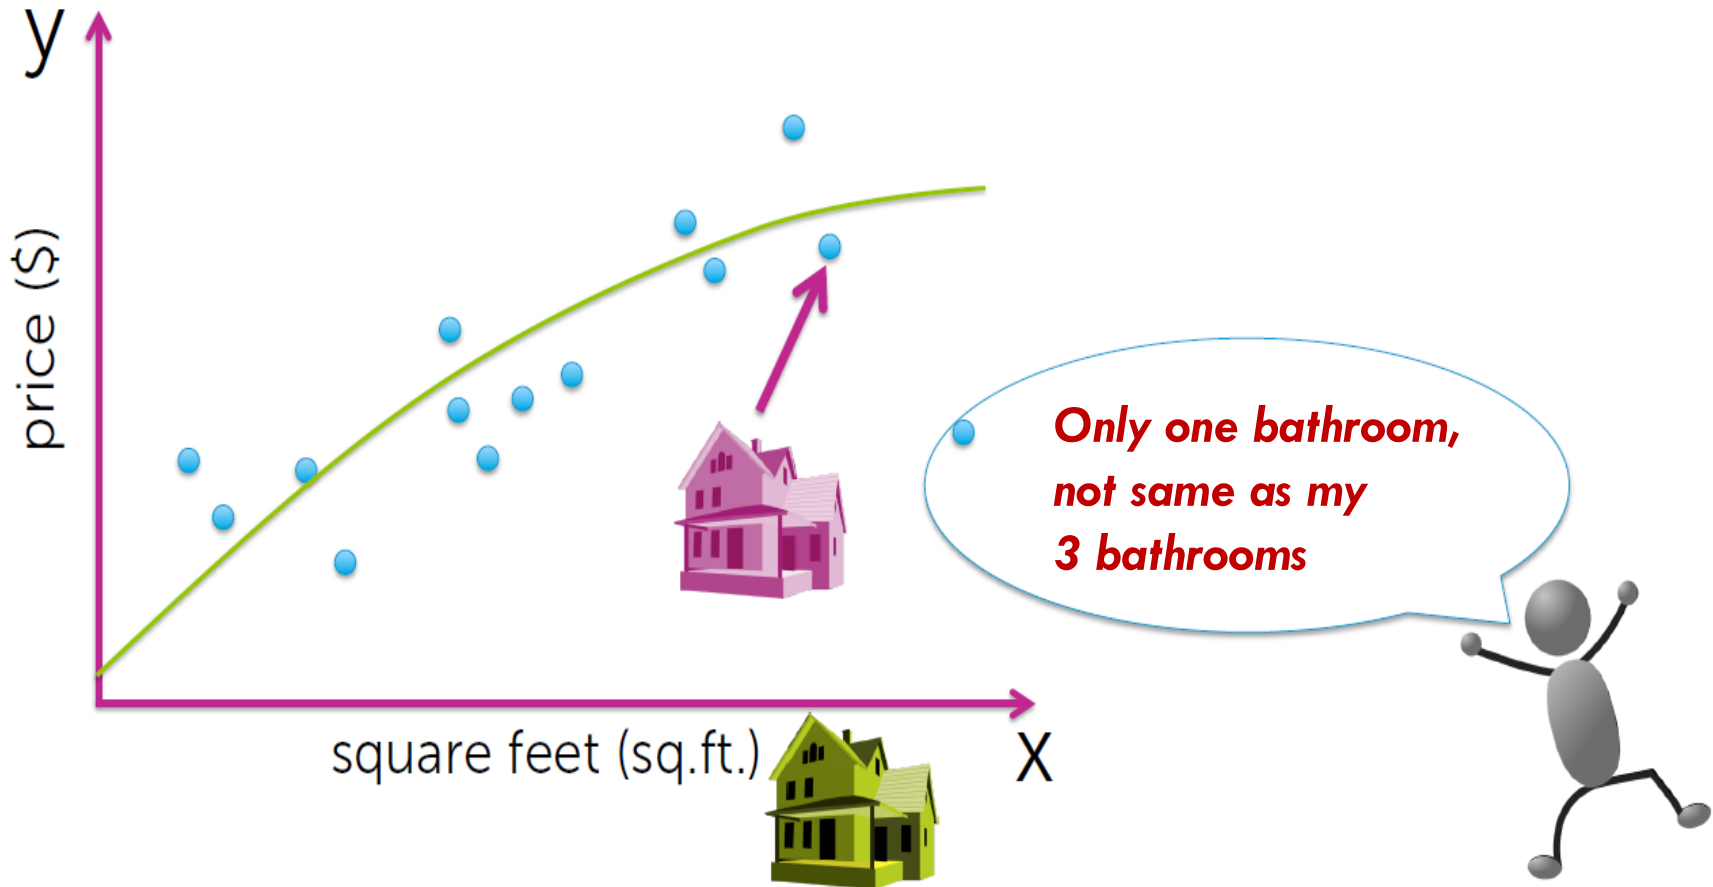 y
price ($)
square feet (sq.ft.)
x
Only one bathroom,
not same as my
3 bathrooms